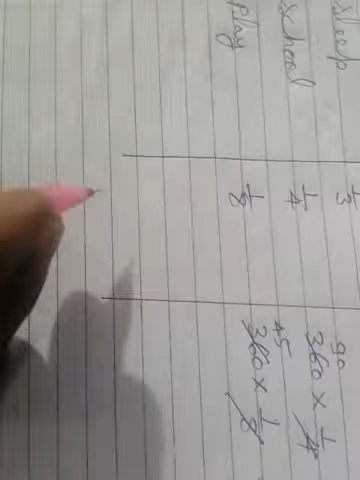 sleep 1/3
school 1/4 360 × 1/4 90
play 1/8 360 × 1/8 45